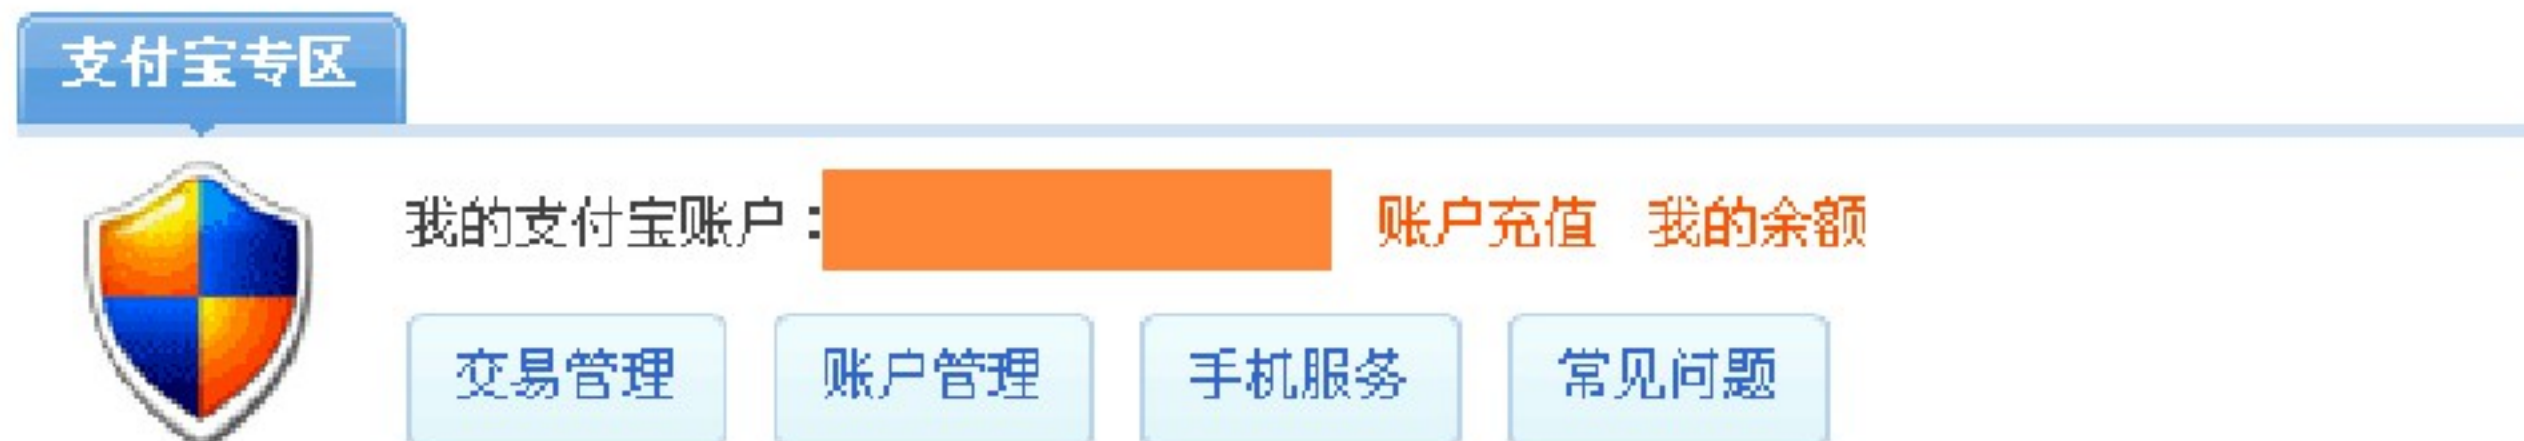 支付宝专区
我的支付宝账户： 账户充值 我的余额
交易管理 账户管理 手机服务 常见问题